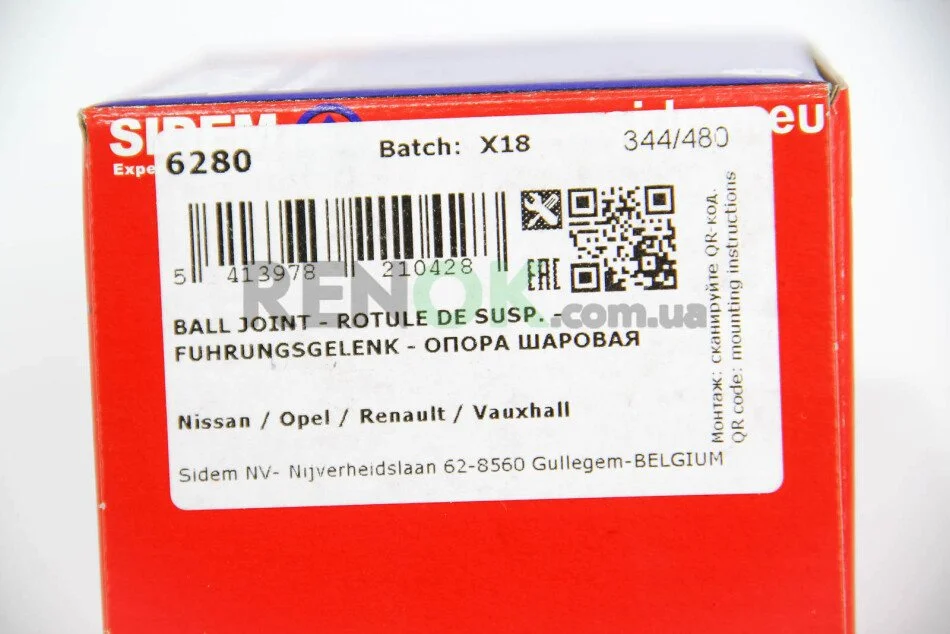 SIDEM
eu
6280
Batch: X18
344/480
5 413978 210428
EAC
RENOK.com.ua
BALL JOINT - ROTULE DE SUSP. -
FUHRUNGSGELENK - ОПОРА ШАРОВАЯ
Nissan / Opel / Renault / Vauxhall
Sidem NV- Nijverheidslaan 62-8560 Gullegem-BELGIUM
Монтаж: сканируйте QR-код.
QR code: mounting instructions